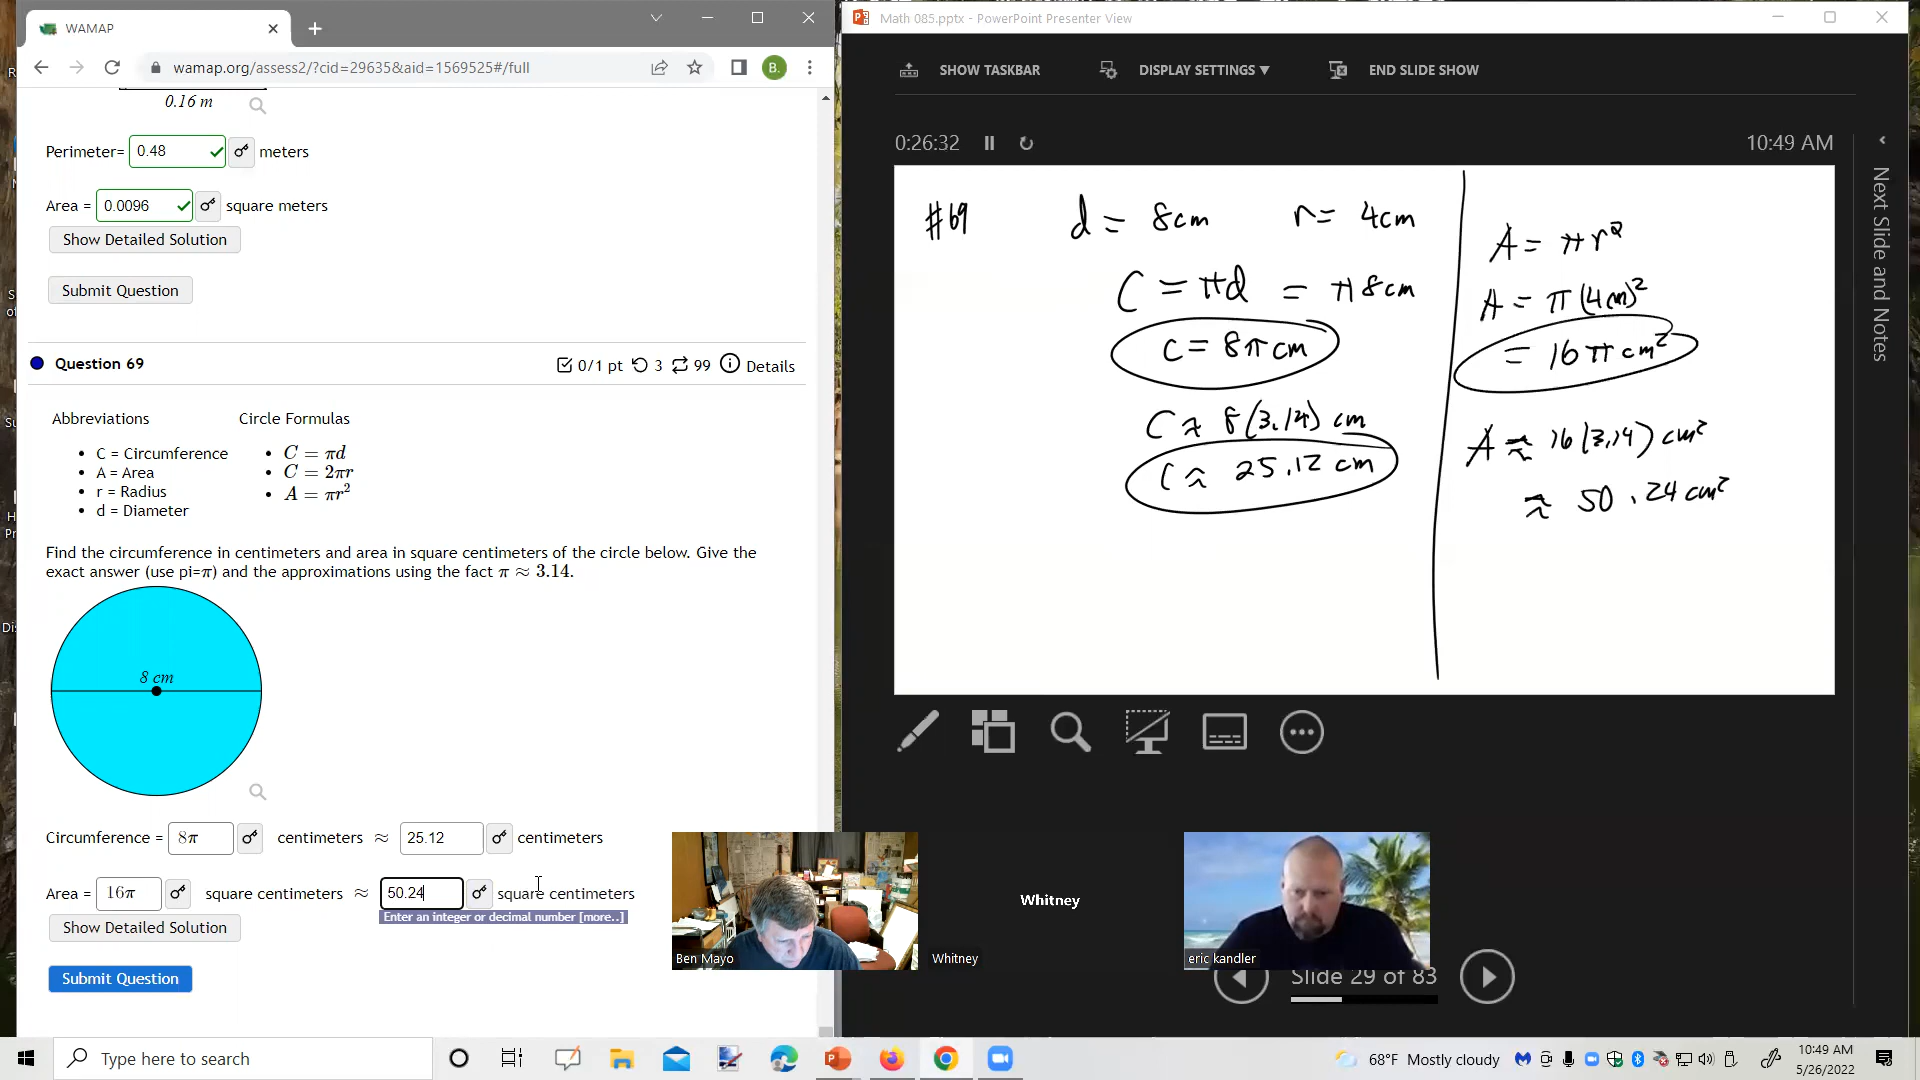 WAMAP
wamap.org/assess2/?cid=29635&aid=1569525#/full
B.
0.16 m
Perimeter= 0.48 meters
Area = 0.0096 square meters
Show Detailed Solution
Submit Question
Question 69
0/1 pt 3 99 Details
Abbreviations
C = Circumference
A = Area
r = Radius
d = Diameter
Circle Formulas
C = πd
C = 2πr
A = πr²
Find the circumference in centimeters and area in square centimeters of the circle below. Give the
exact answer (use pi=π) and the approximations using the fact π ≈ 3.14.
8 cm
Circumference = 8π centimeters ≈ 25.12 centimeters
Area = 16π square centimeters ≈ 50.24 square centimeters
Enter an integer or decimal number [more..]
Show Detailed Solution
Submit Question
Math 085.pptx - PowerPoint Presenter View
SHOW TASKBAR
DISPLAY SETTINGS ▼
END SLIDE SHOW
0:26:32
10:49 AM
Next Slide and Notes
#69
d = 8cm r = 4cm
C = πd = π8cm
C = 8πcm
C ≈ 8(3.14) cm
C ≈ 25.12 cm
A = πr²
A = π(4cm)²
= 16πcm²
A ≈ 16(3.14) cm²
≈ 50.24 cm²
Ben Mayo
Whitney
Whitney
eric kandler
Slide 29 of 83
Type here to search
68°F Mostly cloudy
10:49 AM
5/26/2022